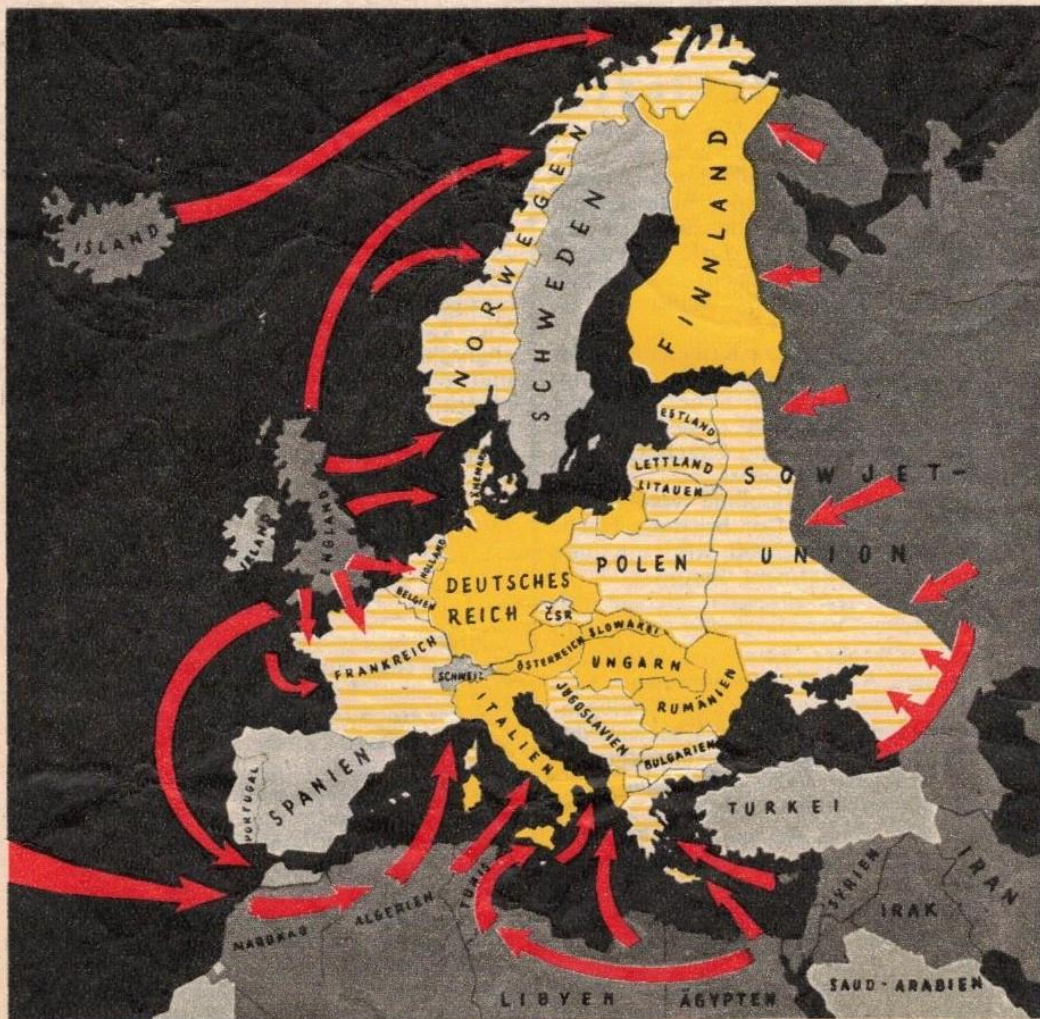 ISLAND
NORWEGEN
SCHWEDEN
FINNLAND
ESTLAND
LETTLAND
LITAUEN
SOWJET-
UNION
DÄNEMARK
IRLAND
ENGLAND
HOLLAND
BELGIEN
DEUTSCHES
REICH
POLEN
ČSR
SLOWAKEI
ÖSTERREICH
UNGARN
FRANKREICH
SCHWEIZ
ITALIEN
JUGOSLAVIEN
RUMÄNIEN
BULGARIEN
PORTUGAL
SPANIEN
TURKEI
MAROKKO
ALGERIEN
TUNIS
LIBYEN
ÄGYPTEN
SYRIEN
IRAK
IRAN
SAUD-ARABIEN